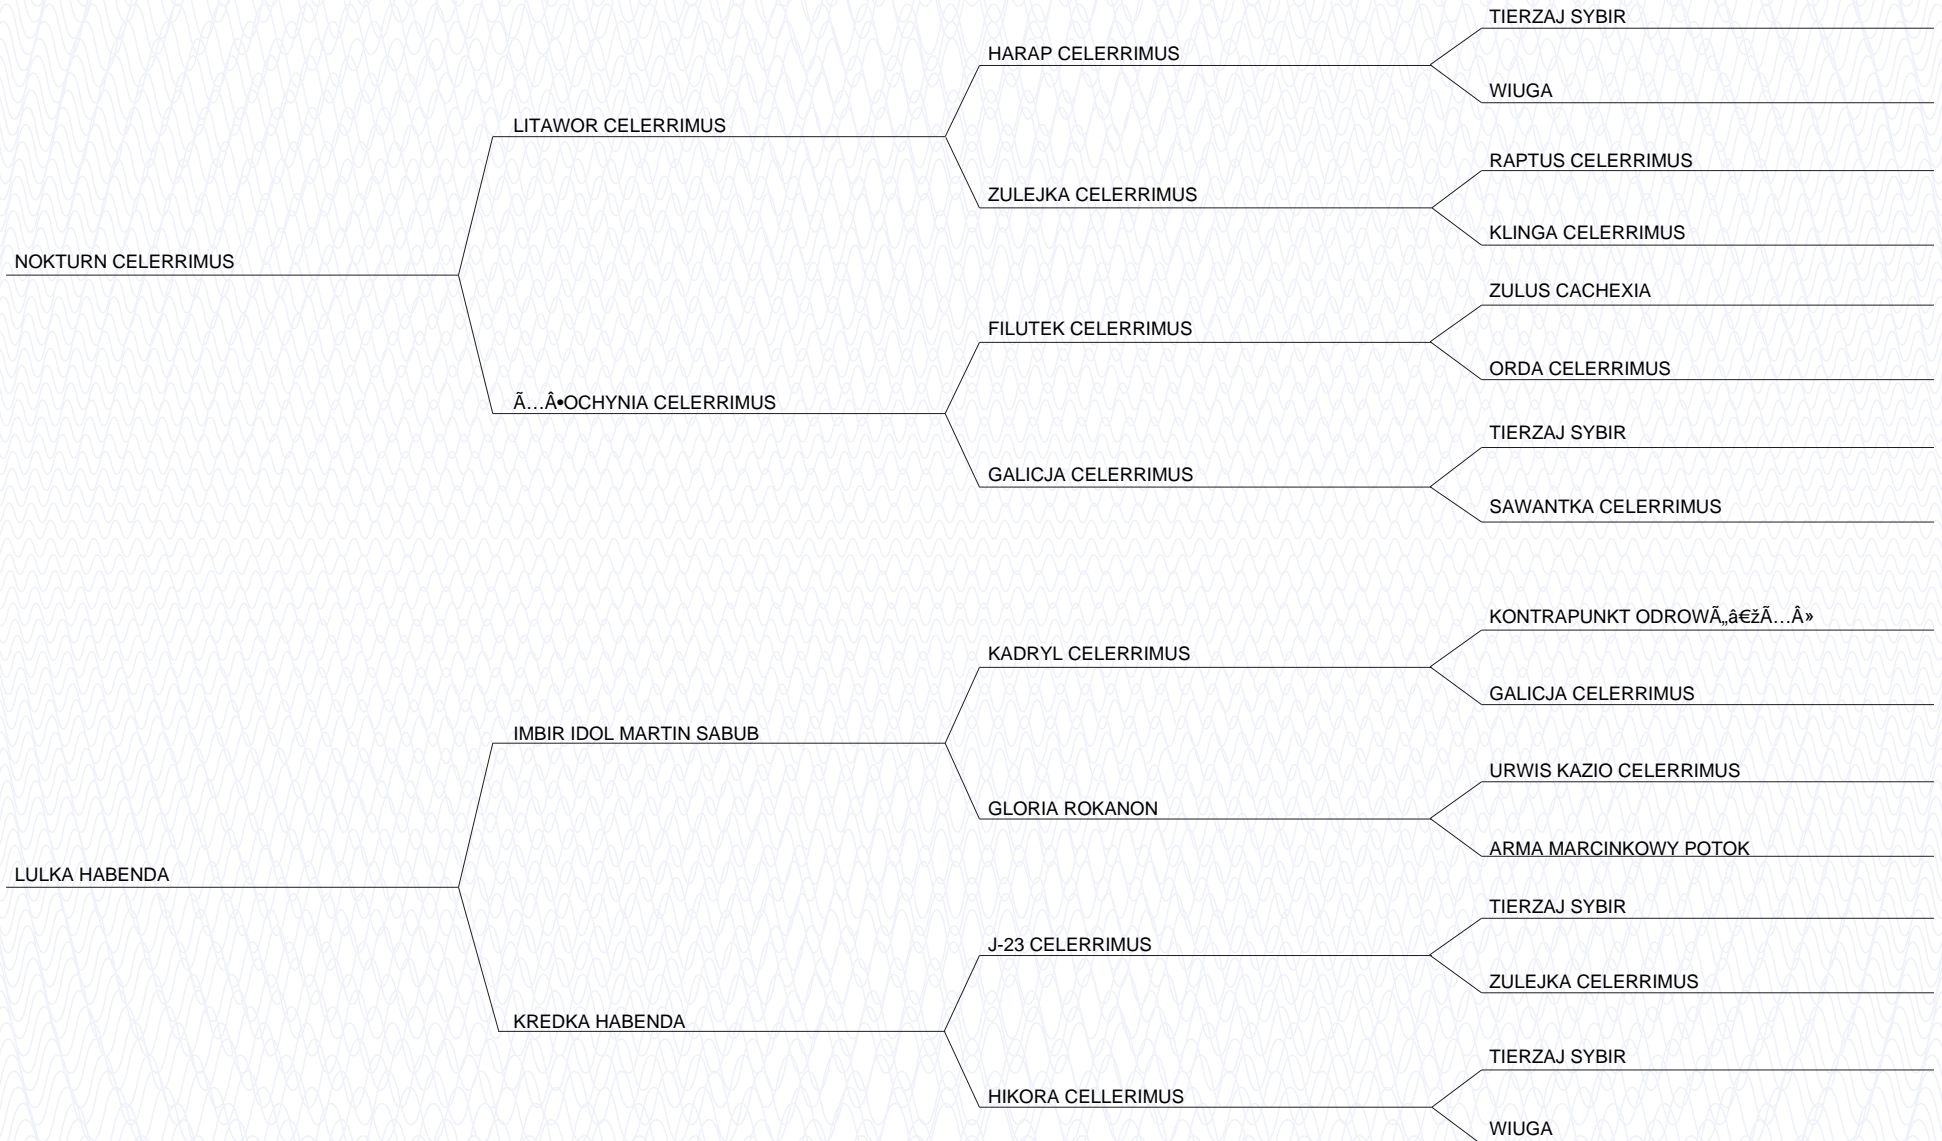 TIERZAJ SYBIR
HARAP CELERRIMUS
WIUGA
LITAWOR CELERRIMUS
RAPTUS CELERRIMUS
ZULEJKA CELERRIMUS
KLINGA CELERRIMUS
NOKTURN CELERRIMUS
ZULUS CACHEXIA
FILUTEK CELERRIMUS
ORDA CELERRIMUS
Ã…Â•OCHYNIA CELERRIMUS
TIERZAJ SYBIR
GALICJA CELERRIMUS
SAWANTKA CELERRIMUS
KONTRAPUNKT ODROWÃ„â€žÃ…Â»
KADRYL CELERRIMUS
GALICJA CELERRIMUS
IMBIR IDOL MARTIN SABUB
URWIS KAZIO CELERRIMUS
GLORIA ROKANON
ARMA MARCINKOWY POTOK
LULKA HABENDA
TIERZAJ SYBIR
J-23 CELERRIMUS
ZULEJKA CELERRIMUS
KREDKA HABENDA
TIERZAJ SYBIR
HIKORA CELLERIMUS
WIUGA